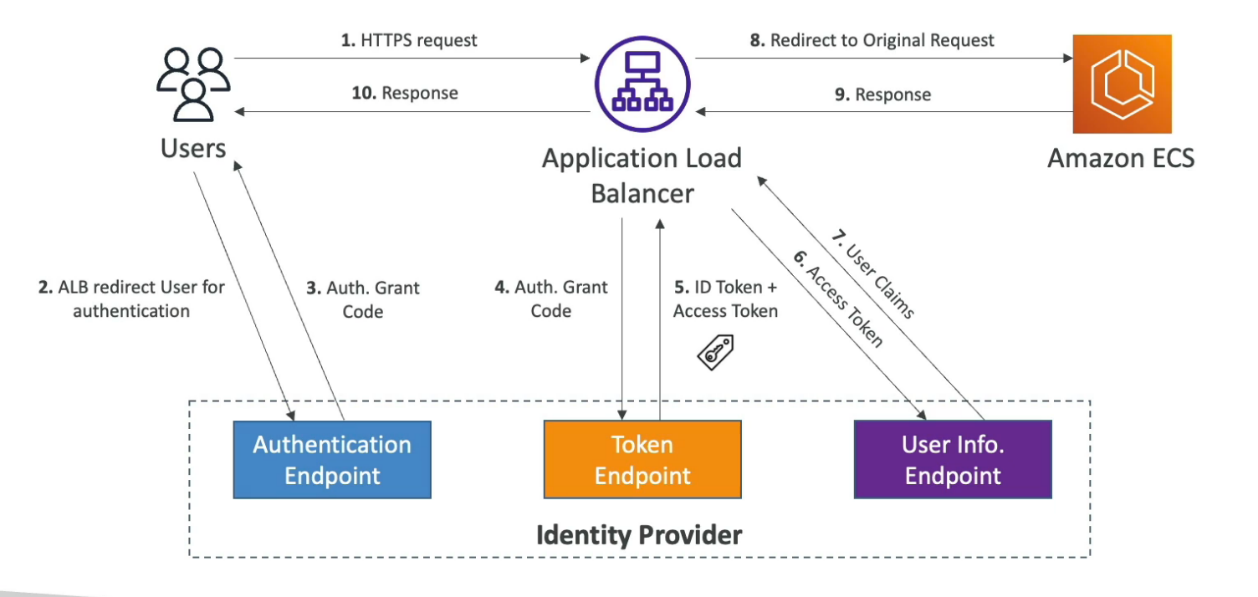 1. HTTPS request
8. Redirect to Original Request
10. Response
9. Response
Users
Application Load
Balancer
Amazon ECS
2. ALB redirect User for
authentication
3. Auth. Grant
Code
4. Auth. Grant
Code
5. ID Token +
Access Token
6. Access Token
7. User Claims
Authentication
Endpoint
Token
Endpoint
User Info.
Endpoint
Identity Provider